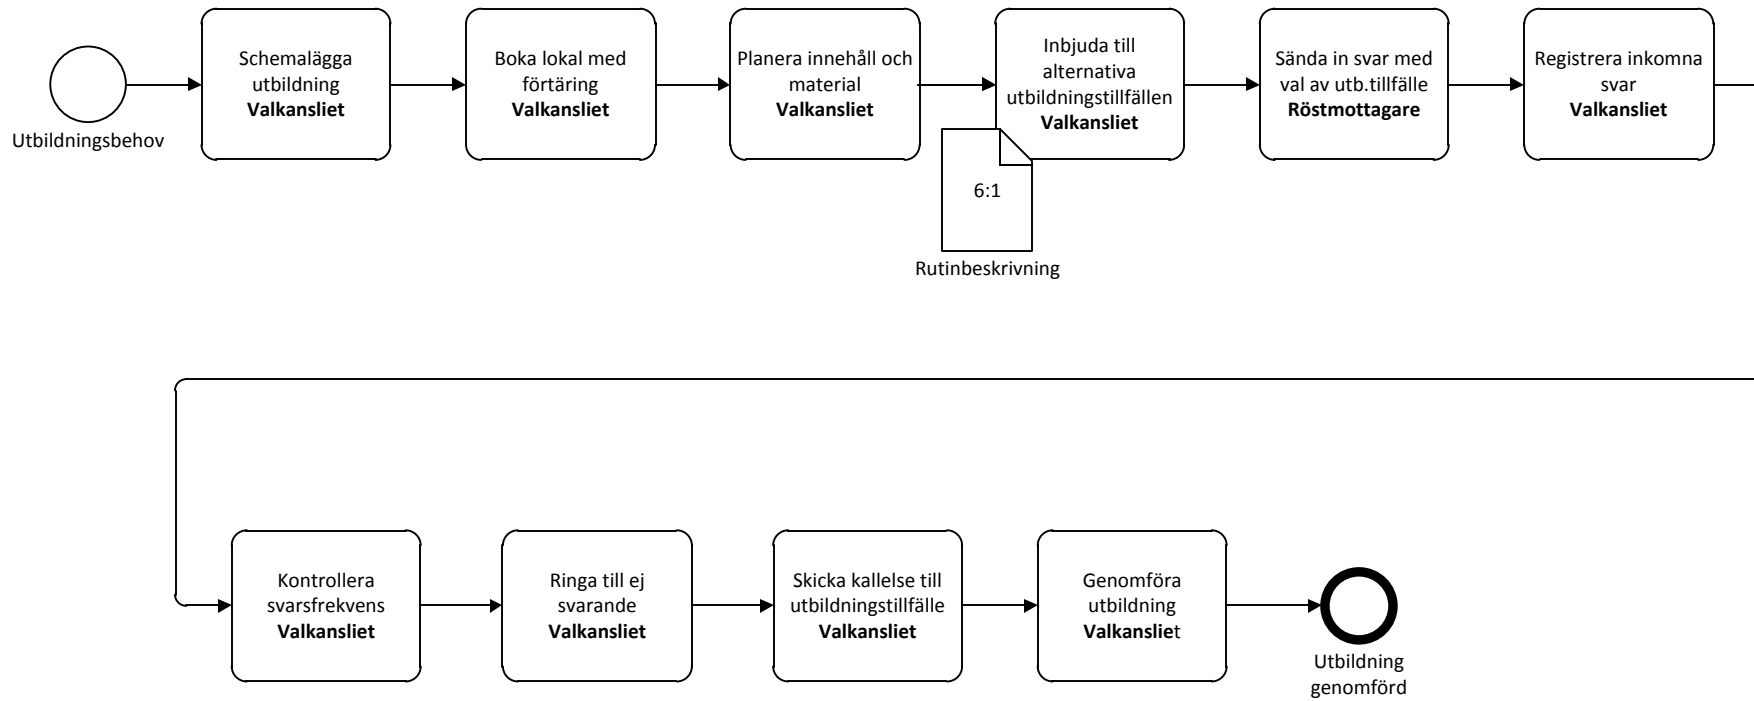 Utbildningsbehov
Schemalägga
utbildning
Valkansliet
Boka lokal med
förtäring
Valkansliet
Planera innehåll och
material
Valkansliet
Inbjuda till
alternativa
utbildningstillfällen
Valkansliet
6:1
Rutinbeskrivning
Sända in svar med
val av utb.tillfälle
Röstmottagare
Registrera inkomna
svar
Valkansliet
Kontrollera
svarsfrekvens
Valkansliet
Ringa till ej
svarande
Valkansliet
Skicka kallelse till
utbildningstillfälle
Valkansliet
Genomföra
utbildning
Valkansliet
Utbildning
genomförd